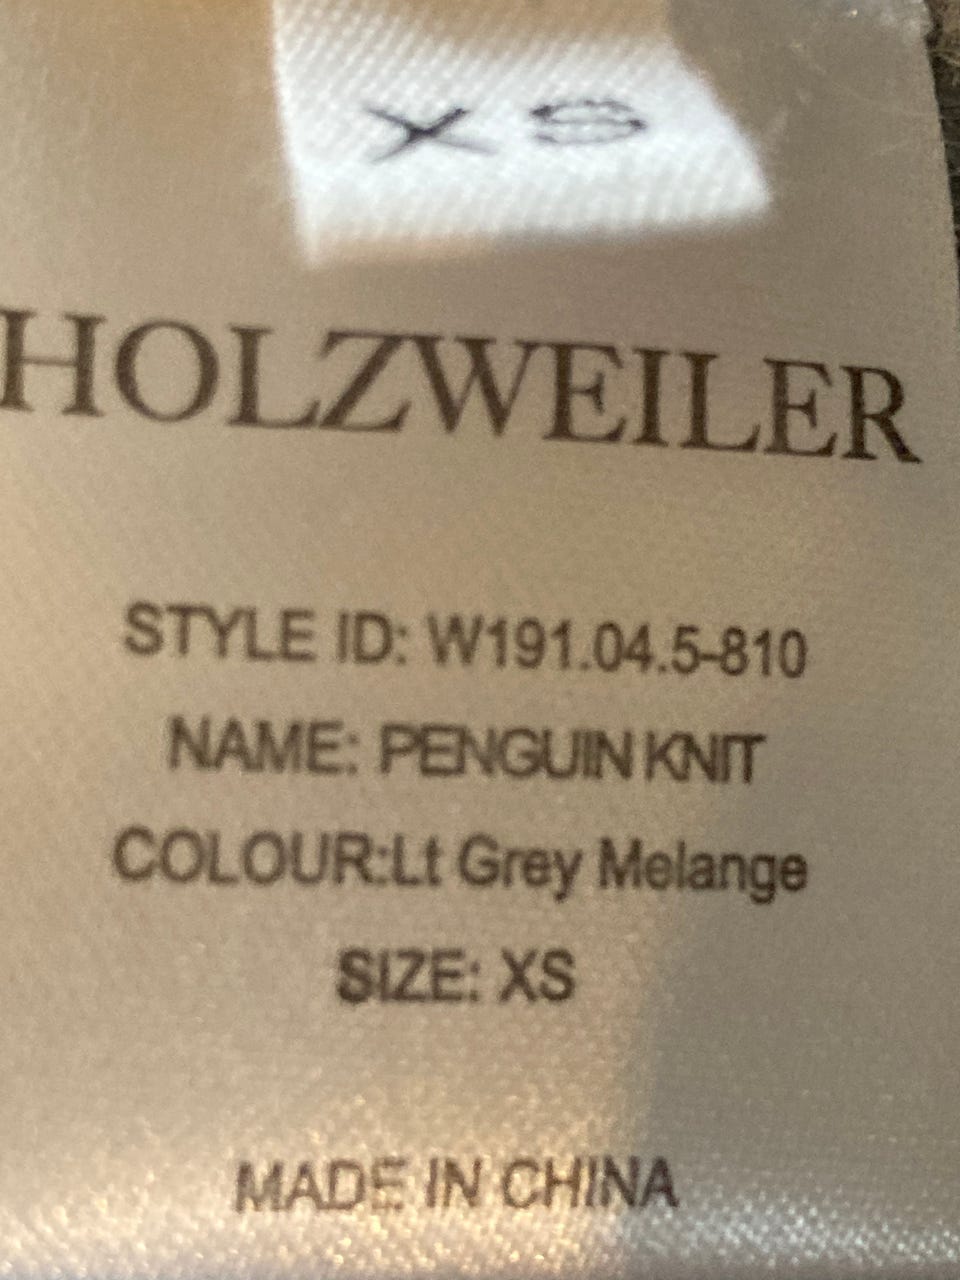 XS
HOLZWEILER
STYLE ID: W191.04.5-810
NAME: PENGUIN KNIT
COLOUR:Lt Grey Melange
SIZE: XS
MADE IN CHINA